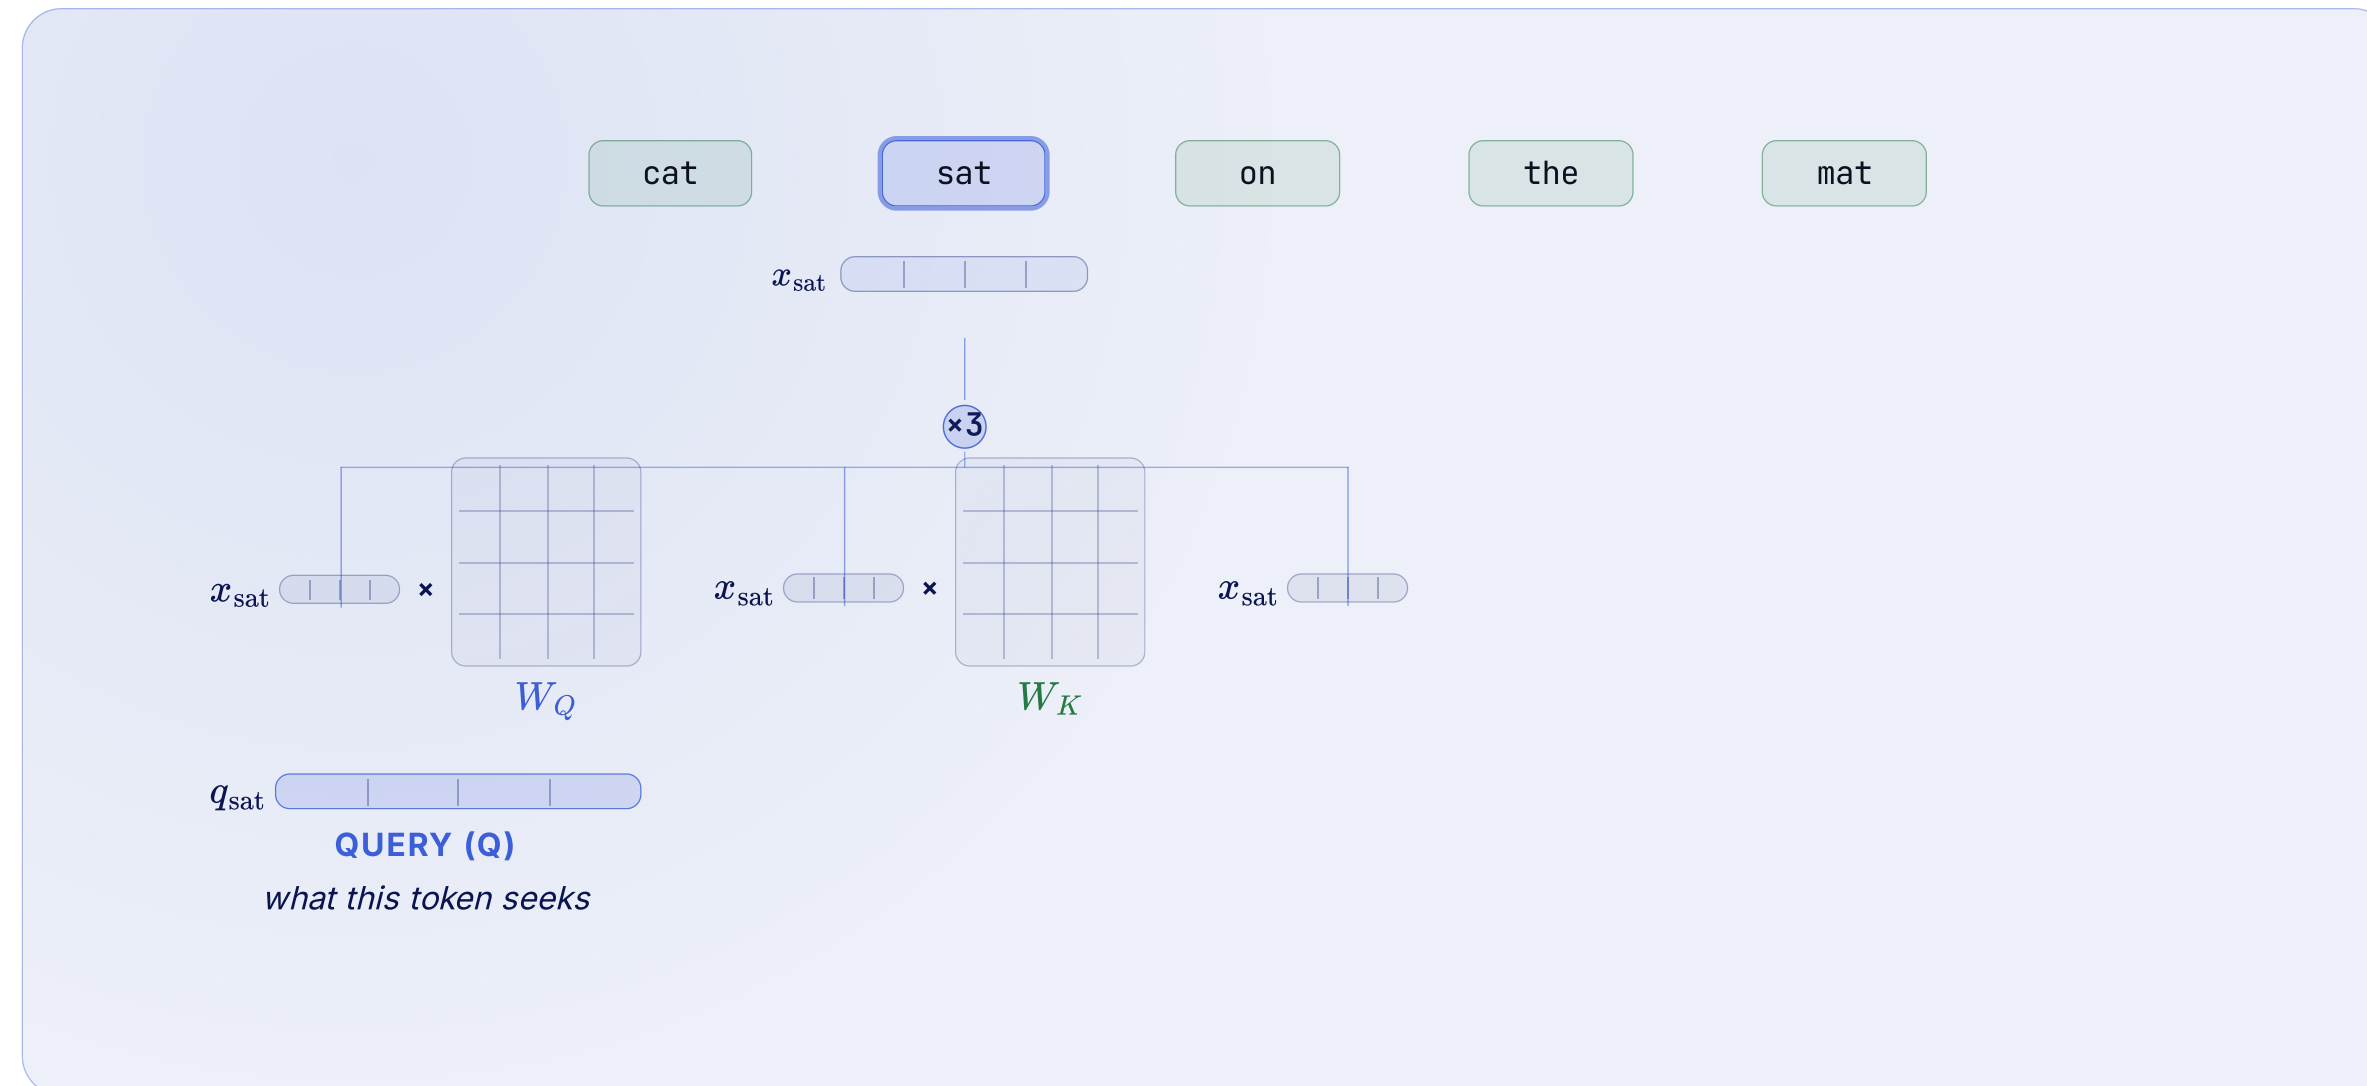 cat sat on the mat
x_sat
×3
x_sat × x_sat × x_sat
W_Q W_K
q_sat
QUERY (Q)
what this token seeks